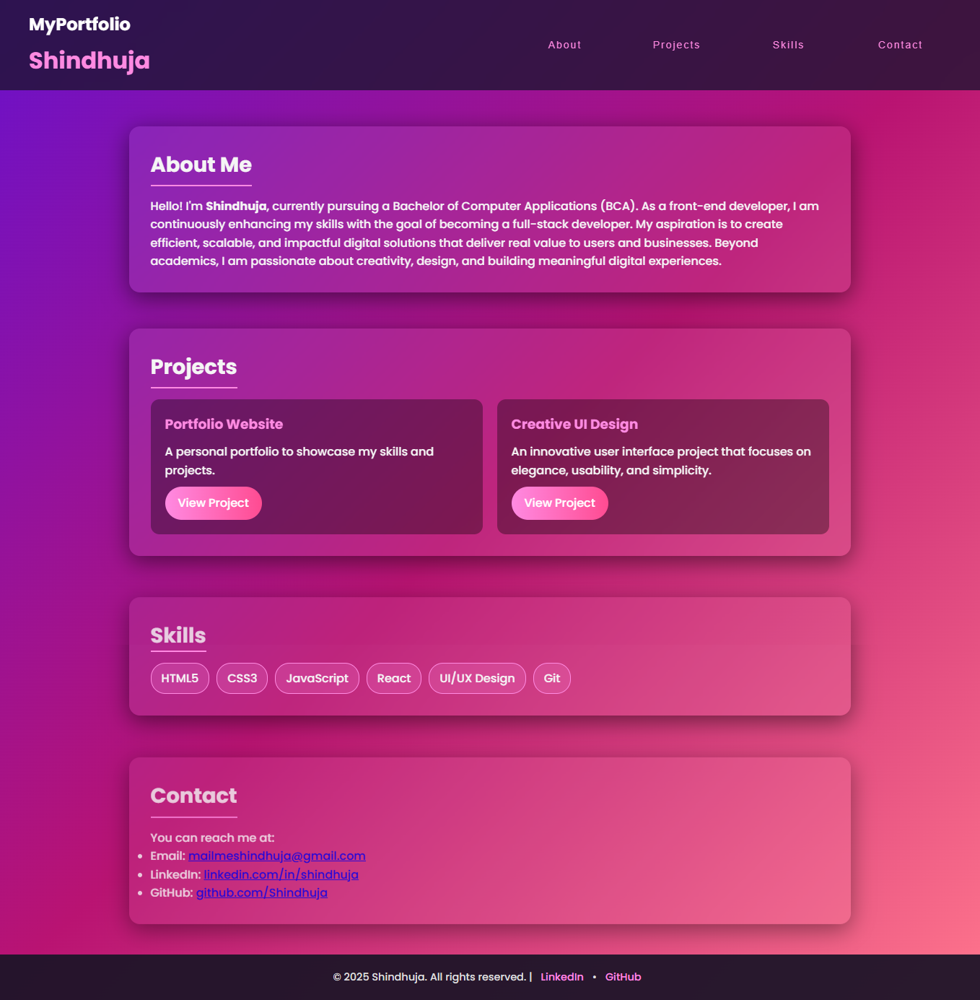 MyPortfolio
Shindhuja
About Projects Skills Contact
About Me
Hello! I'm Shindhuja, currently pursuing a Bachelor of Computer Applications (BCA). As a front-end developer, I am
continuously enhancing my skills with the goal of becoming a full-stack developer. My aspiration is to create
efficient, scalable, and impactful digital solutions that deliver real value to users and businesses. Beyond
academics, I am passionate about creativity, design, and building meaningful digital experiences.
Projects
Portfolio Website
A personal portfolio to showcase my skills and
projects.
View Project
Creative UI Design
An innovative user interface project that focuses on
elegance, usability, and simplicity.
View Project
Skills
HTML5 CSS3 JavaScript React UI/UX Design Git
Contact
You can reach me at:
• Email: mailmeshindhuja@gmail.com
• LinkedIn: linkedin.com/in/shindhuja
• GitHub: github.com/Shindhuja
© 2025 Shindhuja. All rights reserved. | LinkedIn • GitHub